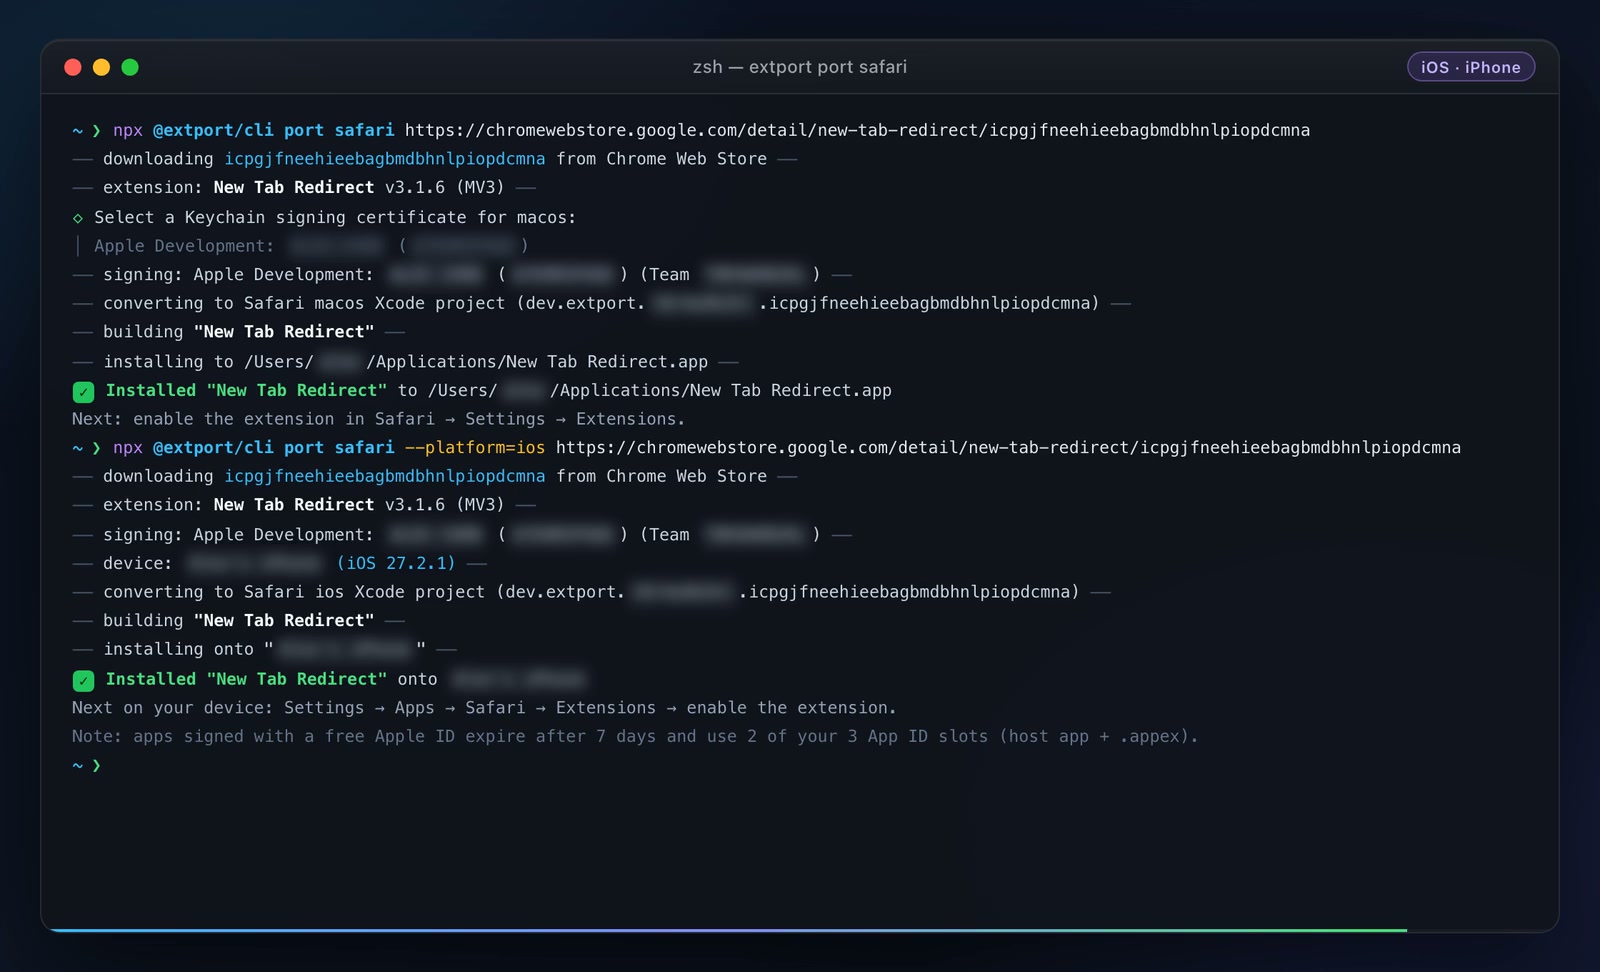 zsh — extport port safari
iOS · iPhone
~ ❯ npx @extport/cli port safari https://chromewebstore.google.com/detail/new-tab-redirect/icpgjfneehieebagbmdbhnlpiopdcmna
— downloading icpgjfneehieebagbmdbhnlpiopdcmna from Chrome Web Store —
— extension: New Tab Redirect v3.1.6 (MV3) —
◇ Select a Keychain signing certificate for macos:
│ Apple Development: ( )
— signing: Apple Development: ( ) (Team ) —
— converting to Safari macos Xcode project (dev.extport. .icpgjfneehieebagbmdbhnlpiopdcmna) —
— building "New Tab Redirect" —
— installing to /Users/ /Applications/New Tab Redirect.app —
✓ Installed "New Tab Redirect" to /Users/ /Applications/New Tab Redirect.app
Next: enable the extension in Safari → Settings → Extensions.
~ ❯ npx @extport/cli port safari --platform=ios https://chromewebstore.google.com/detail/new-tab-redirect/icpgjfneehieebagbmdbhnlpiopdcmna
— downloading icpgjfneehieebagbmdbhnlpiopdcmna from Chrome Web Store —
— extension: New Tab Redirect v3.1.6 (MV3) —
— signing: Apple Development: ( ) (Team ) —
— device: (iOS 27.2.1) —
— converting to Safari ios Xcode project (dev.extport. .icpgjfneehieebagbmdbhnlpiopdcmna) —
— building "New Tab Redirect" —
— installing onto " " —
✓ Installed "New Tab Redirect" onto
Next on your device: Settings → Apps → Safari → Extensions → enable the extension.
Note: apps signed with a free Apple ID expire after 7 days and use 2 of your 3 App ID slots (host app + .appex).
~ ❯